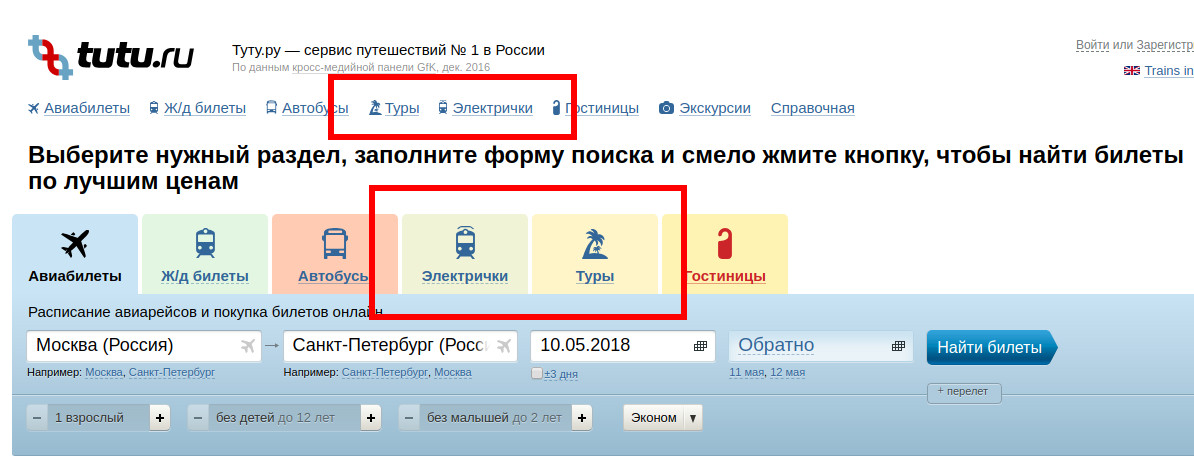 tutu.ru
Туту.ру — сервис путешествий № 1 в России
По данным кросс-медийной панели GfK, дек. 2016
Войти или Зарегистр
Trains in
Авиабилеты Ж/д билеты Автобусы Туры Электрички Гостиницы Экскурсии Справочная
Выберите нужный раздел, заполните форму поиска и смело жмите кнопку, чтобы найти билеты
по лучшим ценам
Авиабилеты Ж/д билеты Автобусы Электрички Туры Гостиницы
Расписание авиарейсов и покупка билетов онлайн
Москва (Россия) → Санкт-Петербург (Росси 10.05.2018 Обратно Найти билеты
Например: Москва, Санкт-Петербург Например: Санкт-Петербург, Москва ±3 дня 11 мая, 12 мая
+ перелет
− 1 взрослый + − без детей до 12 лет + − без малышей до 2 лет + Эконом ▼